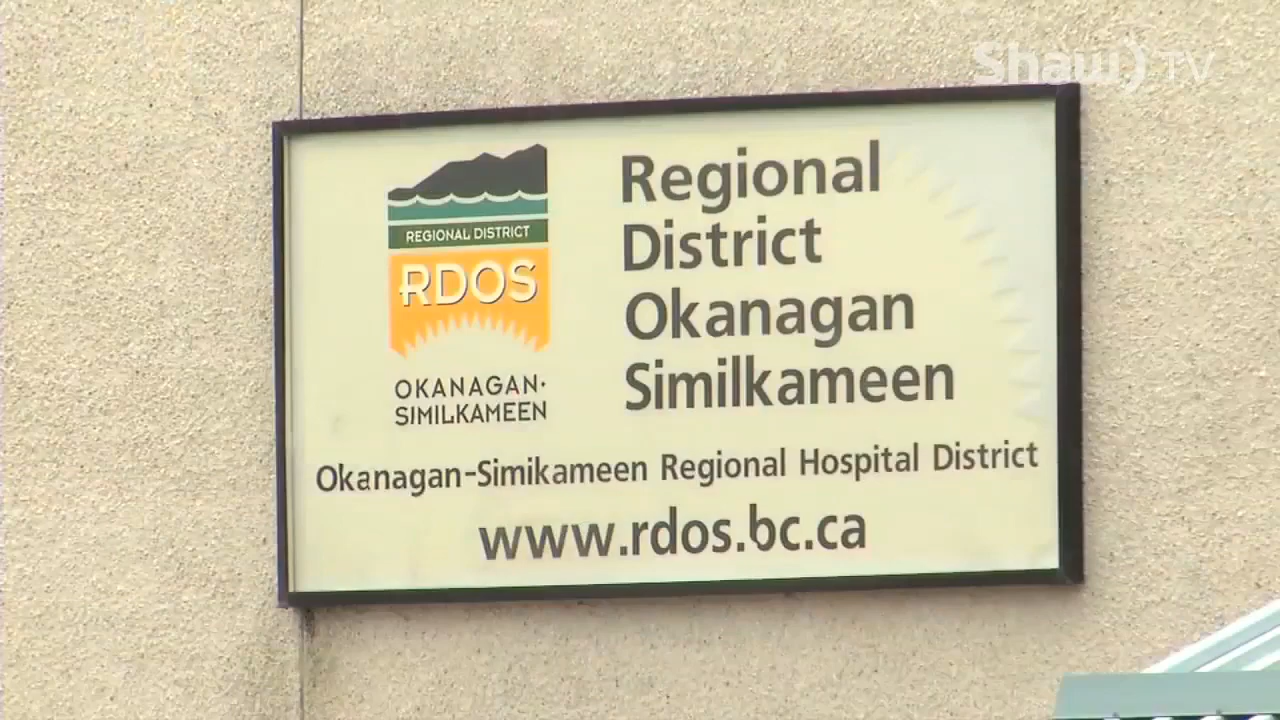 Shaw) TV
REGIONAL DISTRICT
RDOS
OKANAGAN-
SIMILKAMEEN
Regional
District
Okanagan
Similkameen
Okanagan-Simikameen Regional Hospital District
www.rdos.bc.ca